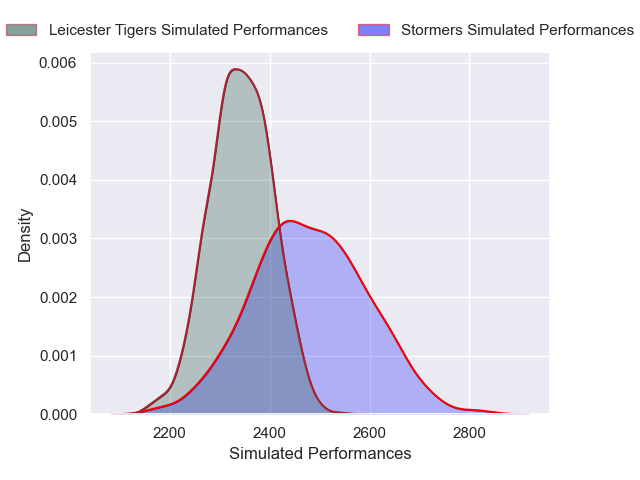 Leicester Tigers Simulated Performances
Stormers Simulated Performances
0.006
0.005
0.004
0.003
0.002
0.001
0.000
Density
2200
2400
2600
2800
Simulated Performances